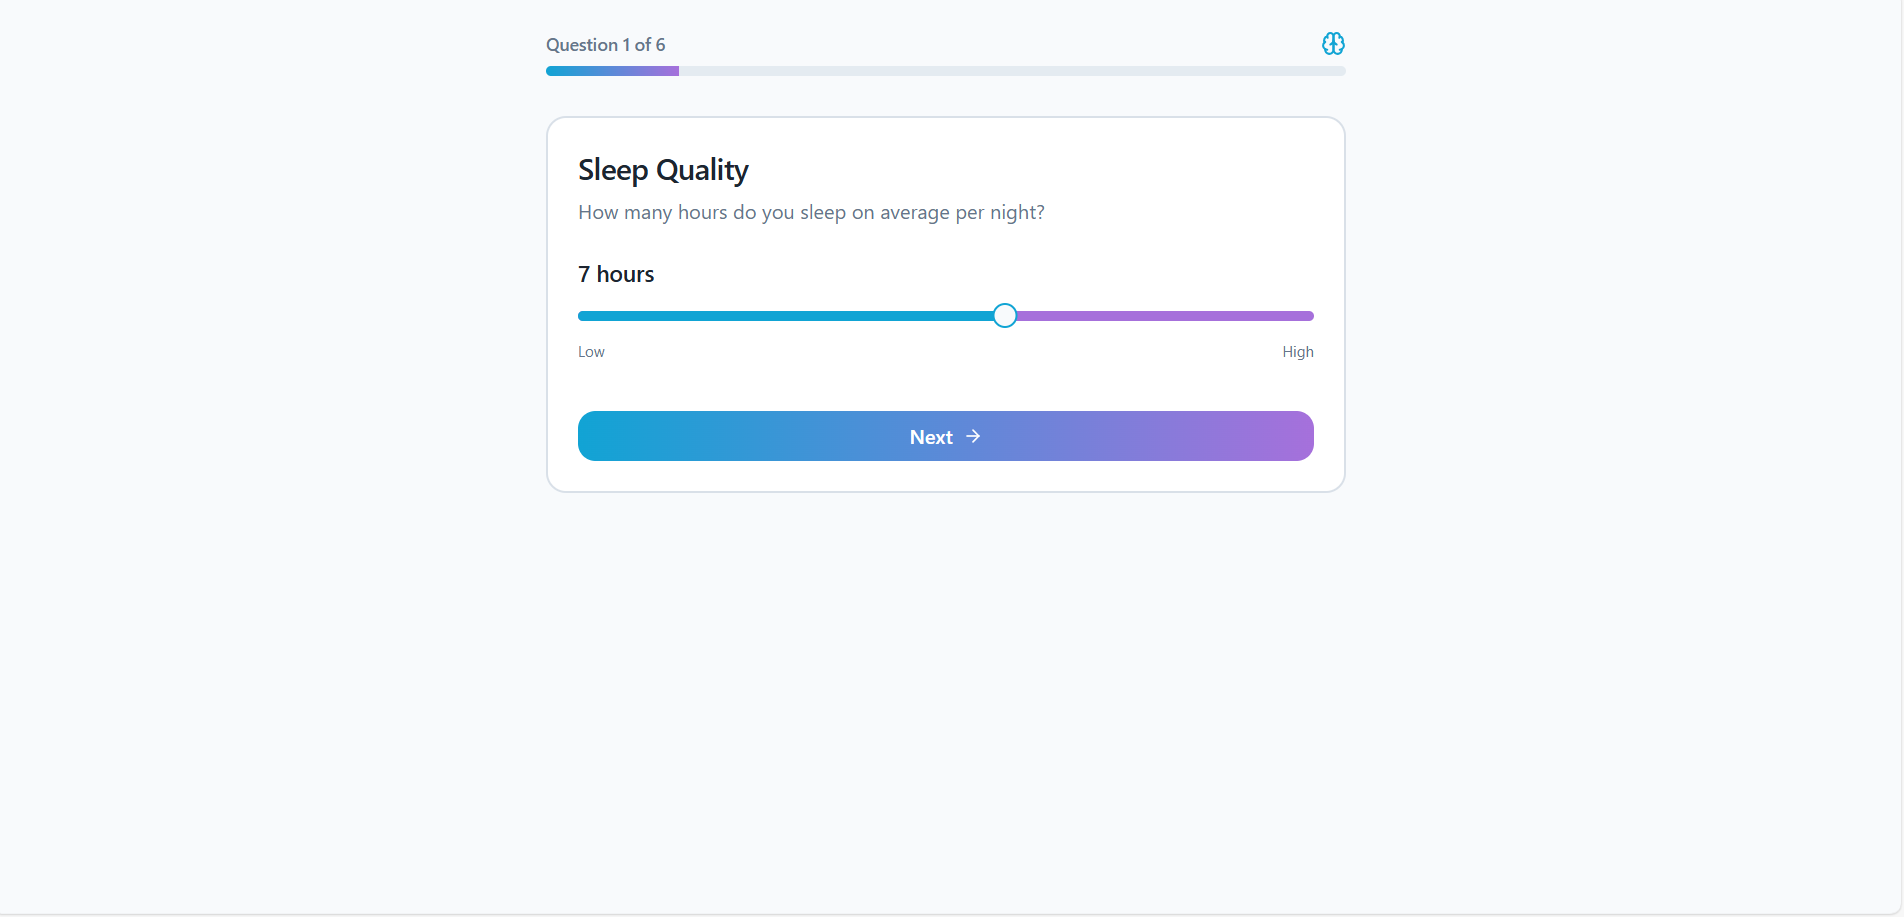 Question 1 of 6
Sleep Quality
How many hours do you sleep on average per night?
7 hours
Low High
Next →